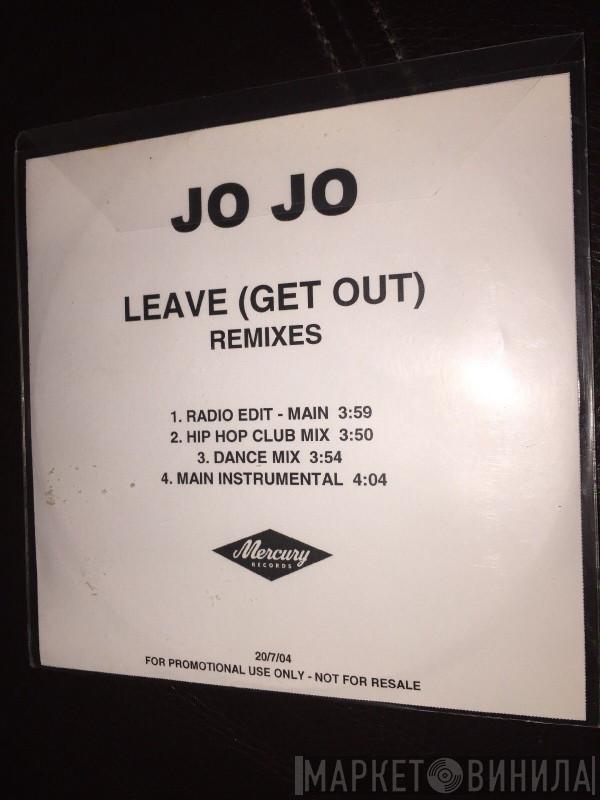 JO JO
LEAVE (GET OUT)
REMIXES
1. RADIO EDIT - MAIN 3:59
2. HIP HOP CLUB MIX 3:50
3. DANCE MIX 3:54
4. MAIN INSTRUMENTAL 4:04
Mercury
RECORDS
20/7/04
FOR PROMOTIONAL USE ONLY - NOT FOR RESALE
МАРКЕТ ВИНИЛА